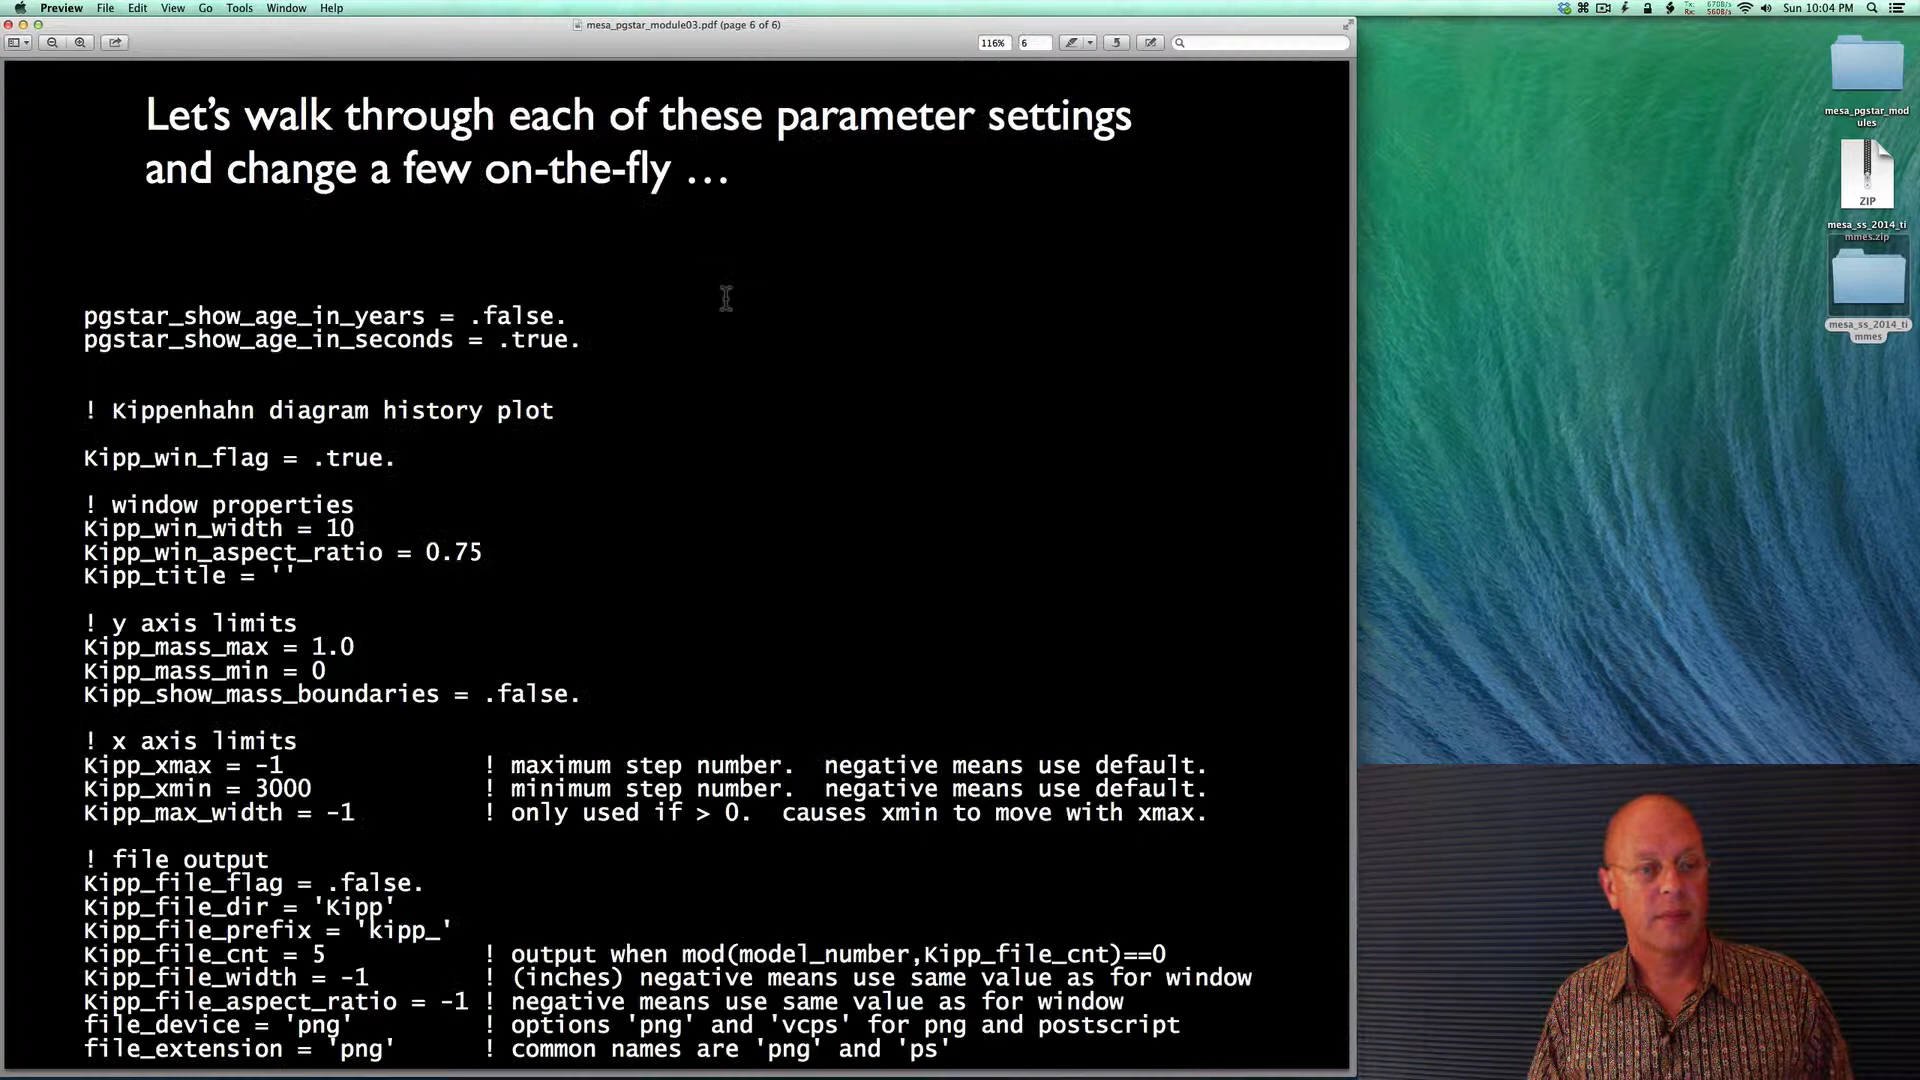 Preview File Edit View Go Tools Window Help
Sun 10:04 PM
mesa_pgstar_module03.pdf (page 6 of 6)
116% 6
Let's walk through each of these parameter settings
and change a few on-the-fly …
pgstar_show_age_in_years = .false.
pgstar_show_age_in_seconds = .true.
! Kippenhahn diagram history plot
Kipp_win_flag = .true.
! window properties
Kipp_win_width = 10
Kipp_win_aspect_ratio = 0.75
Kipp_title = ''
! y axis limits
Kipp_mass_max = 1.0
Kipp_mass_min = 0
Kipp_show_mass_boundaries = .false.
! x axis limits
Kipp_xmax = -1 ! maximum step number. negative means use default.
Kipp_xmin = 3000 ! minimum step number. negative means use default.
Kipp_max_width = -1 ! only used if > 0. causes xmin to move with xmax.
! file output
Kipp_file_flag = .false.
Kipp_file_dir = 'Kipp'
Kipp_file_prefix = 'kipp_'
Kipp_file_cnt = 5 ! output when mod(model_number,Kipp_file_cnt)==0
Kipp_file_width = -1 ! (inches) negative means use same value as for window
Kipp_file_aspect_ratio = -1 ! negative means use same value as for window
file_device = 'png' ! options 'png' and 'vcps' for png and postscript
file_extension = 'png' ! common names are 'png' and 'ps'
mesa_pgstar_mod
ules
ZIP
mesa_ss_2014_ti
mmes.zip
mesa_ss_2014_ti
mmes